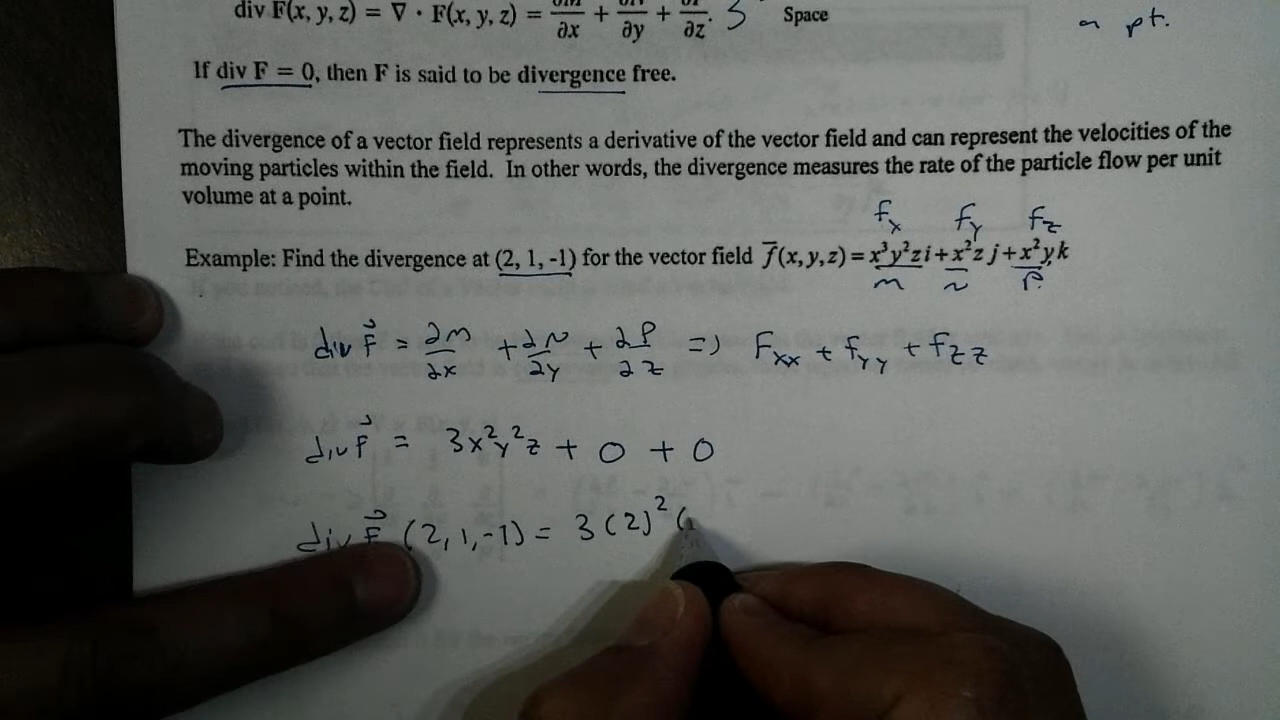 div F(x, y, z) = ∇ · F(x, y, z) = ∂M/∂x + ∂N/∂y + ∂P/∂z. Space
a pt.
If div F = 0, then F is said to be divergence free.
The divergence of a vector field represents a derivative of the vector field and can represent the velocities of the
moving particles within the field. In other words, the divergence measures the rate of the particle flow per unit
volume at a point.
fx fy fz
Example: Find the divergence at (2, 1, -1) for the vector field f̄(x,y,z) = x³y²z i + x²z j + x²y k
M N P
div F⃗ = ∂M/∂x + ∂N/∂y + ∂P/∂z => Fxx + fyy + fzz
div F⃗ = 3x²y²z + 0 + 0
div F⃗ (2, 1, -1) = 3(2)² (